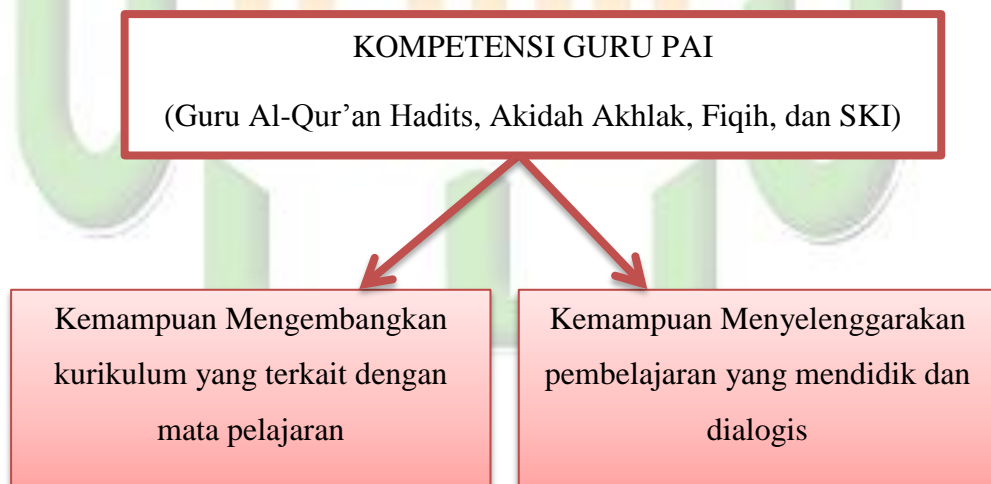 KOMPETENSI GURU PAI
(Guru Al-Qur’an Hadits, Akidah Akhlak, Fiqih, dan SKI)
Kemampuan Mengembangkan
kurikulum yang terkait dengan
mata pelajaran
Kemampuan Menyelenggarakan
pembelajaran yang mendidik dan
dialogis